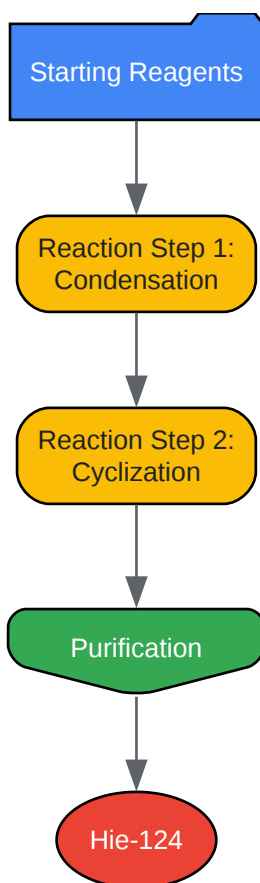 Starting Reagents
Reaction Step 1:
Condensation
Reaction Step 2:
Cyclization
Purification
Hie-124